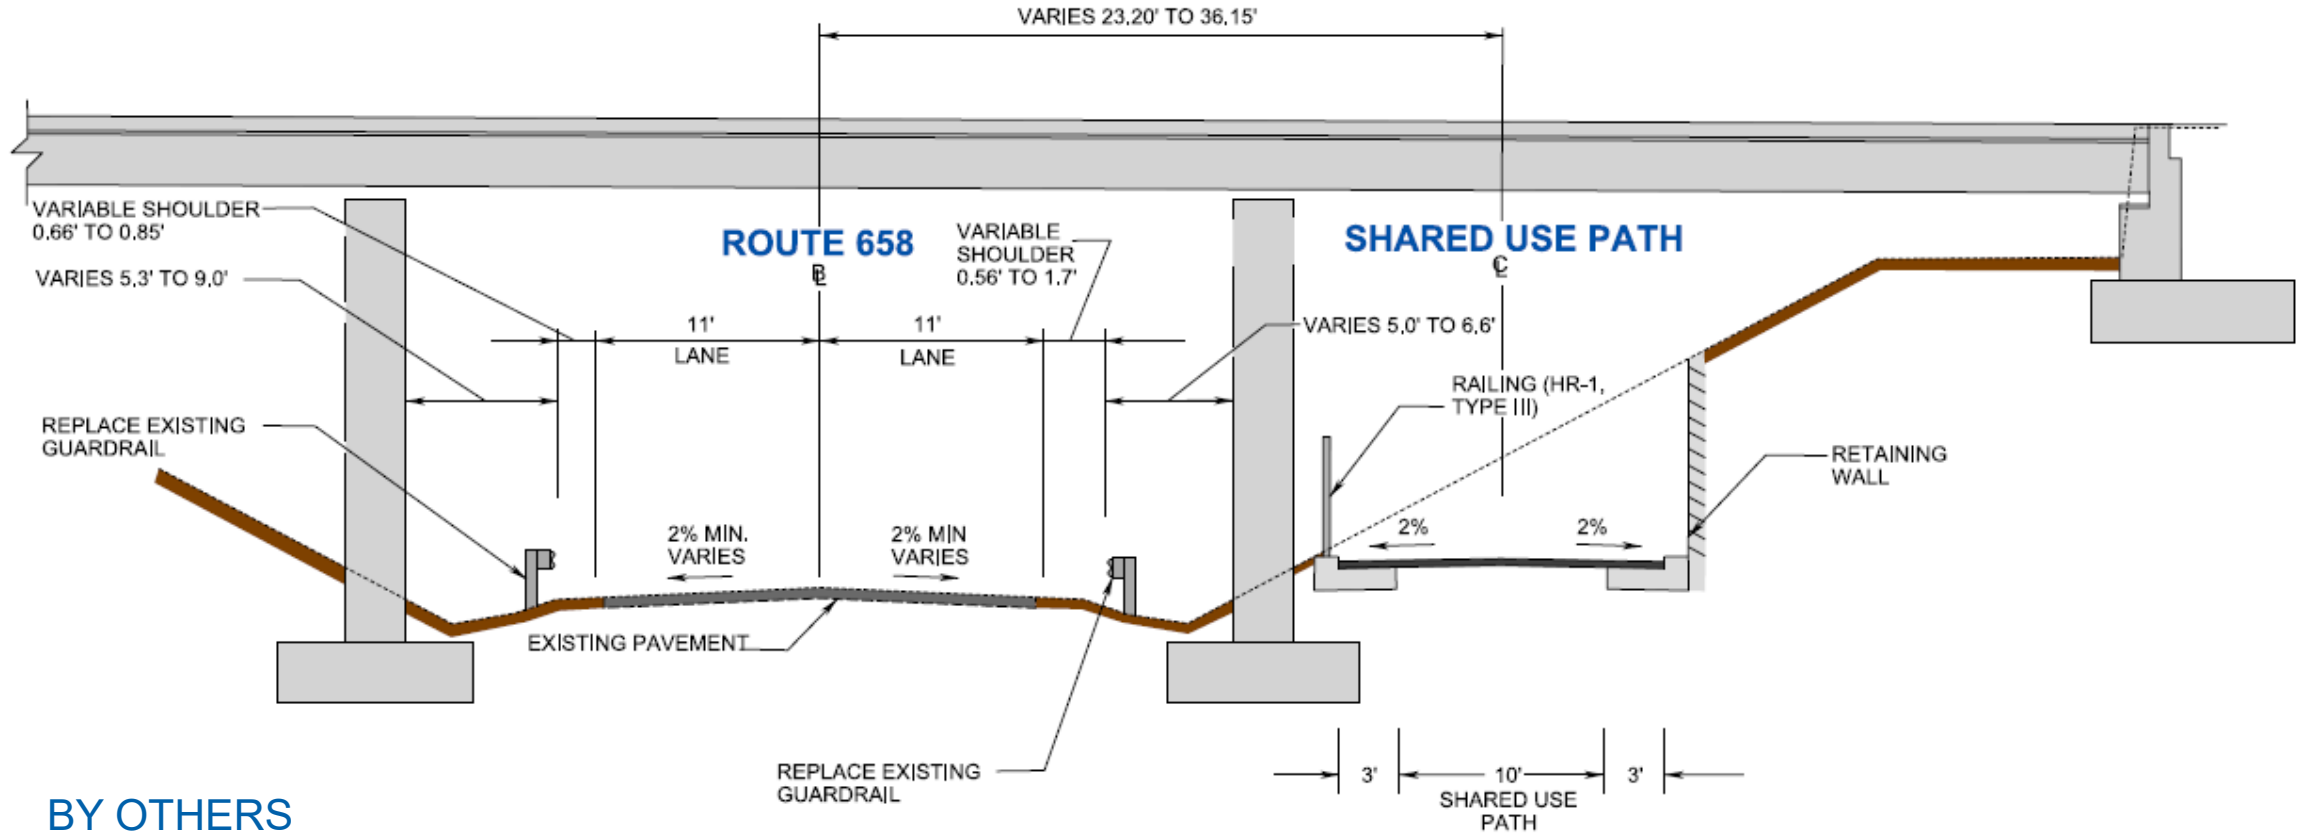 VARIES 23.20' TO 36.15'
VARIABLE SHOULDER
0.66' TO 0.85'
VARIES 5.3' TO 9.0'
ROUTE 658
VARIABLE
SHOULDER
0.56' TO 1.7'
SHARED USE PATH
11'
LANE
11'
LANE
VARIES 5.0' TO 6.6'
REPLACE EXISTING
GUARDRAIL
RAILING (HR-1,
TYPE III)
RETAINING
WALL
2% MIN.
VARIES
2% MIN
VARIES
2%
2%
EXISTING PAVEMENT
REPLACE EXISTING
GUARDRAIL
3'
10'
3'
SHARED USE
PATH
BY OTHERS